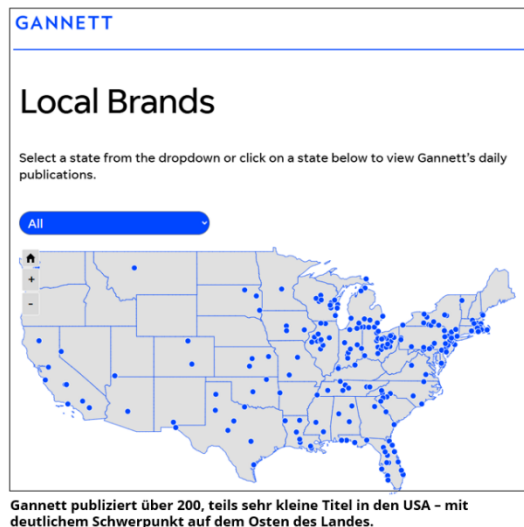 GANNETT
Local Brands
Select a state from the dropdown or click on a state below to view Gannett's daily
publications.
All
+
-
Gannett publiziert über 200, teils sehr kleine Titel in den USA – mit
deutlichem Schwerpunkt auf dem Osten des Landes.